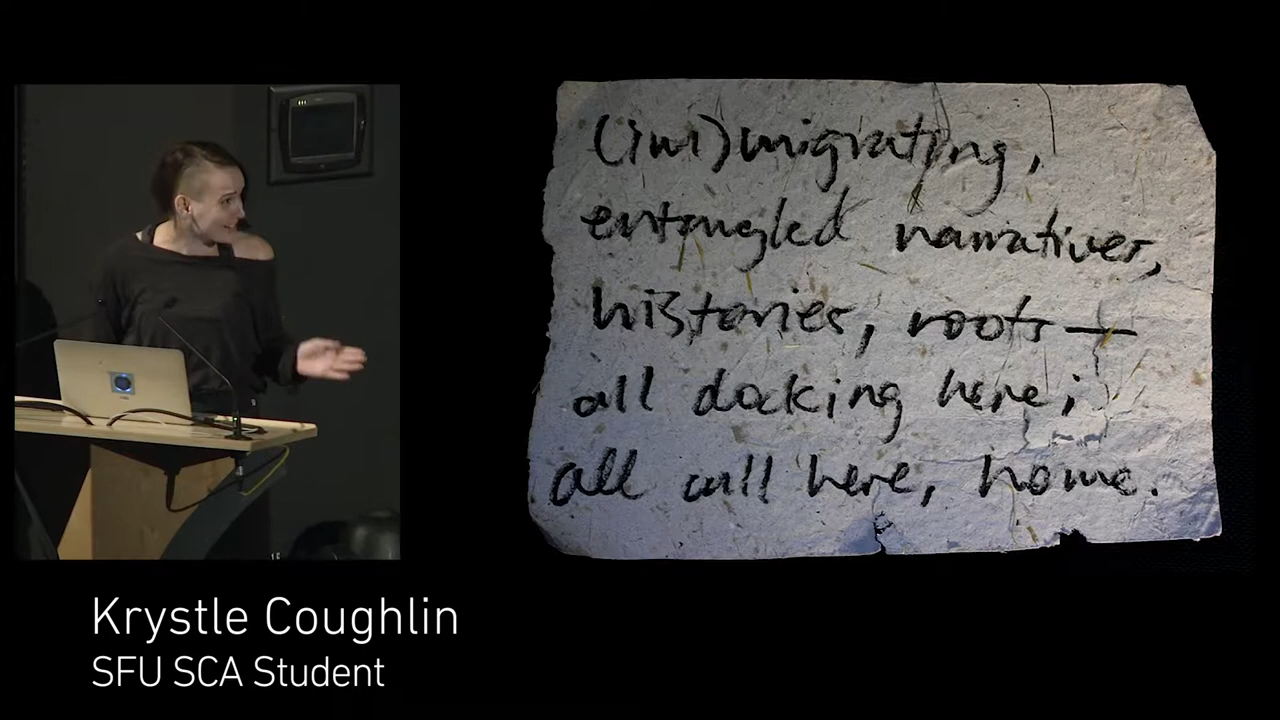 (im)migrating,
entangled narratives,
histories, roots —
all docking here;
all call here, home.
Krystle Coughlin
SFU SCA Student